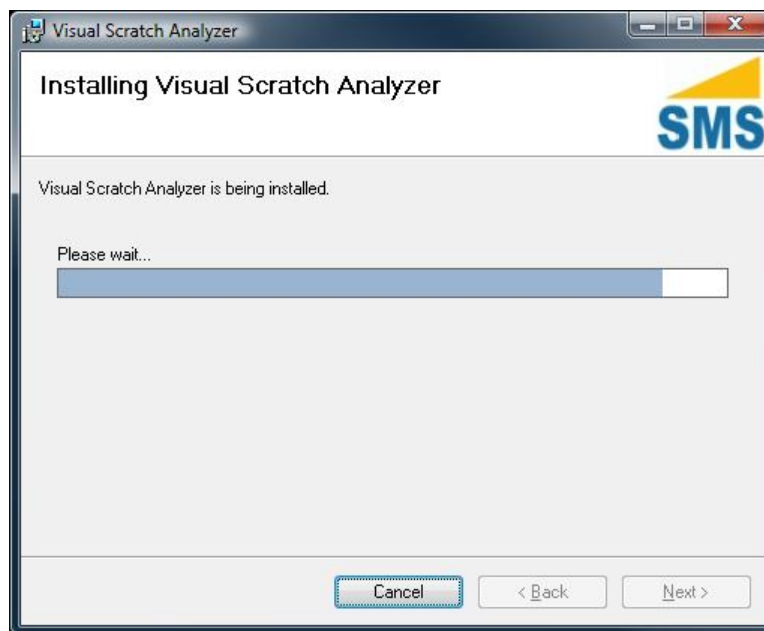 Visual Scratch Analyzer
Installing Visual Scratch Analyzer
SMS
Visual Scratch Analyzer is being installed.
Please wait...
Cancel
< Back
Next >